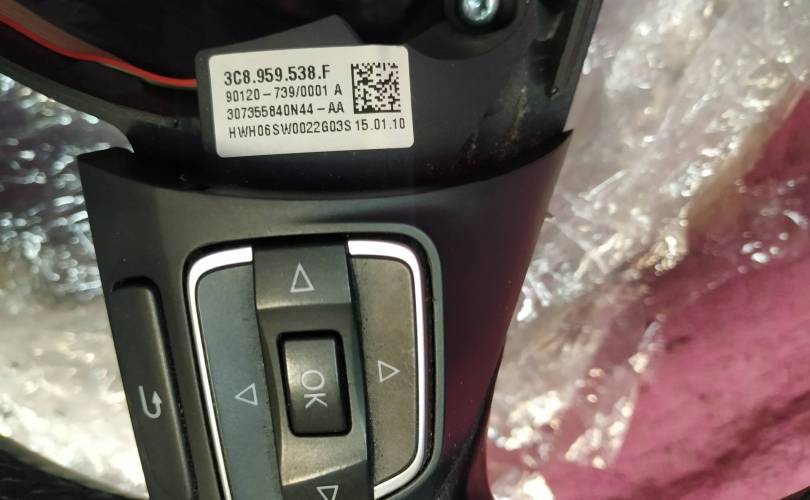 3C8.959.538.F
90120-739/0001 A
307355840N44-AA
HWH06SW0022G03S 15.01.10
OK